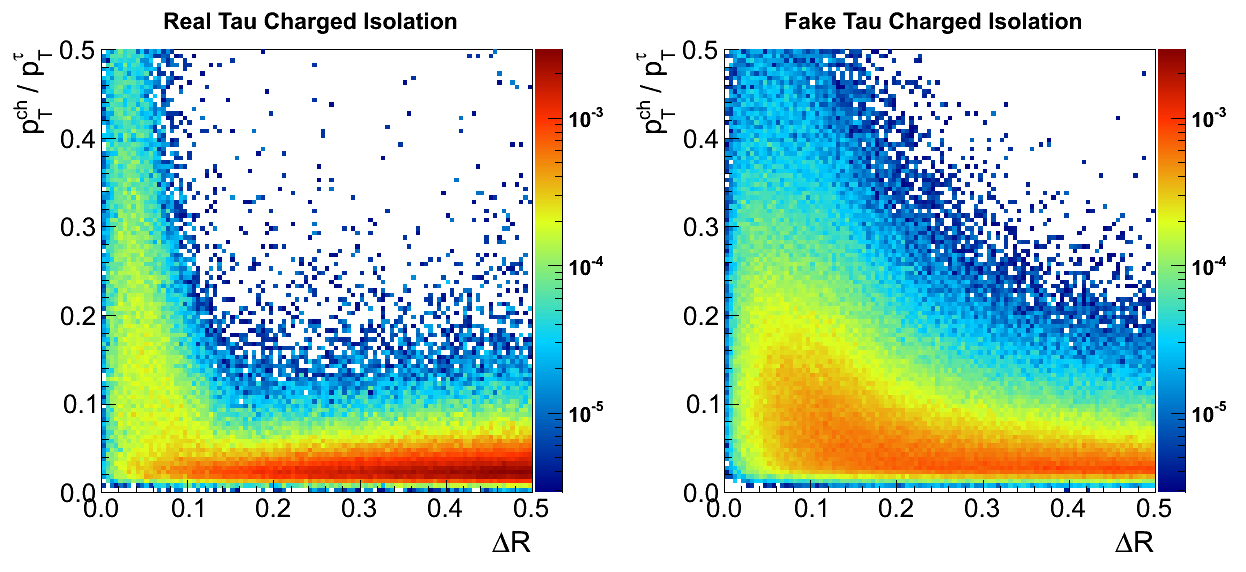 Real Tau Charged Isolation
p_T^ch / p_T^τ
0.5
0.4
0.3
0.2
0.1
0.0
0.0 0.1 0.2 0.3 0.4 0.5
ΔR
10^-3
10^-4
10^-5
Fake Tau Charged Isolation
p_T^ch / p_T^τ
0.5
0.4
0.3
0.2
0.1
0.0
0.0 0.1 0.2 0.3 0.4 0.5
ΔR
10^-3
10^-4
10^-5